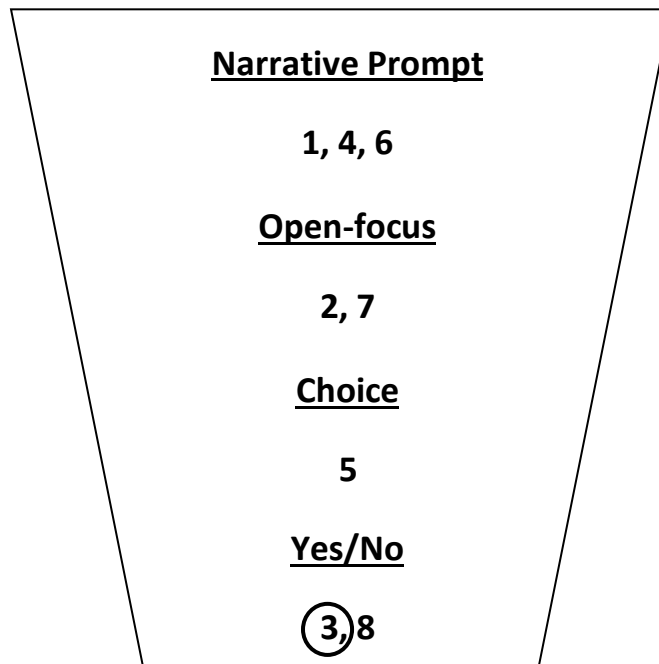 Narrative Prompt
1, 4, 6
Open-focus
2, 7
Choice
5
Yes/No
3, 8